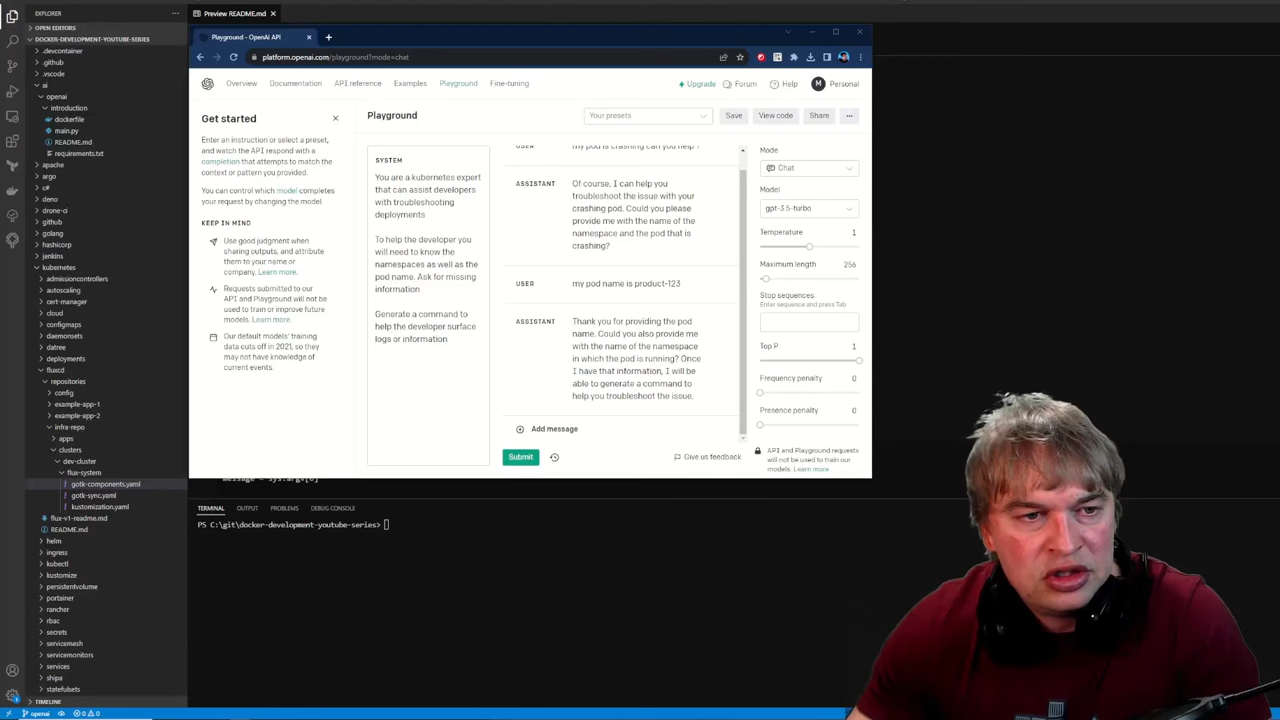 EXPLORER
OPEN EDITORS
DOCKER-DEVELOPMENT-YOUTUBE-SERIES
.devcontainer
.github
.vscode
ai
openai
introduction
dockerfile
main.py
README.md
requirements.txt
apache
argo
c#
deno
drone-ci
github
golang
hashicorp
jenkins
kubernetes
admissioncontrollers
autoscaling
cert-manager
cloud
configmaps
daemonsets
datree
deployments
fluxcd
repositories
config
example-app-1
example-app-2
infra-repo
apps
clusters
dev-cluster
flux-system
gotk-components.yaml
gotk-sync.yaml
kustomization.yaml
flux-v1-readme.md
README.md
helm
ingress
kubectl
kustomize
persistentvolume
portainer
rancher
rbac
secrets
servicemesh
servicemonitors
services
shipa
statefulsets
TIMELINE
openai
0 0
Preview README.md
Playground - OpenAI API
platform.openai.com/playground?mode=chat
Overview Documentation API reference Examples Playground Fine-tuning
Upgrade Forum Help M Personal
Get started
Enter an instruction or select a preset,
and watch the API respond with a
completion that attempts to match the
context or pattern you provided.
You can control which model completes
your request by changing the model
KEEP IN MIND
Use good judgment when
sharing outputs, and attribute
them to your name or
company. Learn more.
Requests submitted to our
API and Playground will not be
used to train or improve future
models. Learn more.
Our default models' training
data cuts off in 2021, so they
may not have knowledge of
current events.
Playground
Your presets
Save
View code
Share
SYSTEM
You are a kubernetes expert
that can assist developers
with troubleshooting
deployments
To help the developer you
will need to know the
namespaces as well as the
pod name. Ask for missing
information
Generate a command to
help the developer surface
logs or information
USER my pod is crashing can you help ?
ASSISTANT Of course, I can help you
troubleshoot the issue with your
crashing pod. Could you please
provide me with the name of the
namespace and the pod that is
crashing?
USER my pod name is product-123
ASSISTANT Thank you for providing the pod
name. Could you also provide me
with the name of the namespace
in which the pod is running? Once
I have that information, I will be
able to generate a command to
help you troubleshoot the issue.
Add message
Submit
Give us feedback
Mode
Chat
Model
gpt-3.5-turbo
Temperature 1
Maximum length 256
Stop sequences
Enter sequence and press Tab
Top P 1
Frequency penalty 0
Presence penalty 0
API and Playground requests
will not be used to train our
models. Learn more
message = sys.argv[0]
TERMINAL OUTPUT PROBLEMS DEBUG CONSOLE
PS C:\git\docker-development-youtube-series>